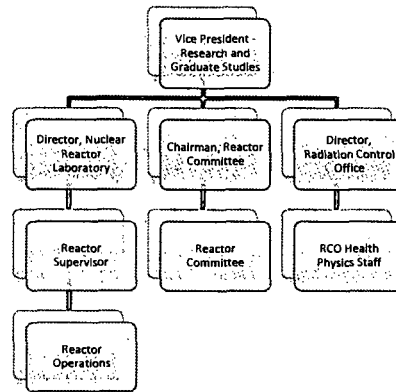 Vice President -
Research and
Graduate Studies
Director, Nuclear
Reactor
Laboratory
Chairman, Reactor
Committee
Director,
Radiation Control
Office
Reactor
Supervisor
Reactor
Committee
RCO Health
Physics Staff
Reactor
Operations